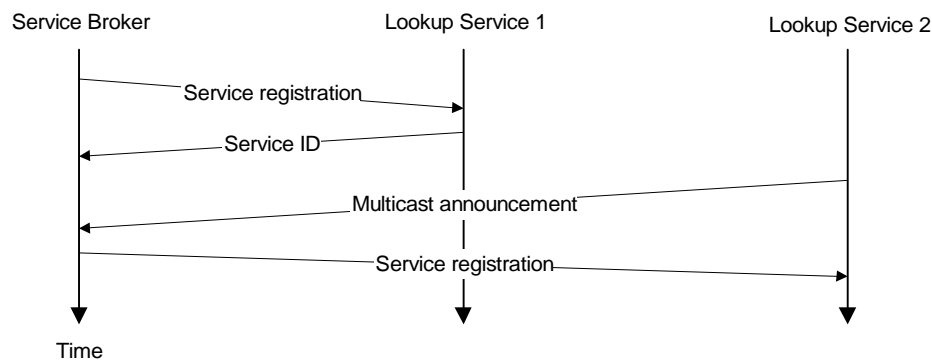 Service Broker
Lookup Service 1
Lookup Service 2
Service registration
Service ID
Multicast announcement
Service registration
Time